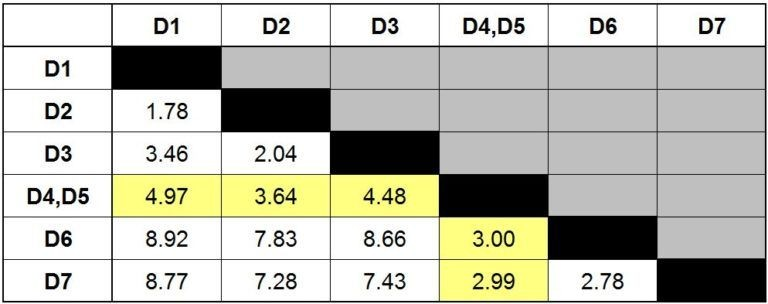 D1 D2 D3 D4,D5 D6 D7
D1
D2 1.78
D3 3.46 2.04
D4,D5 4.97 3.64 4.48
D6 8.92 7.83 8.66 3.00
D7 8.77 7.28 7.43 2.99 2.78